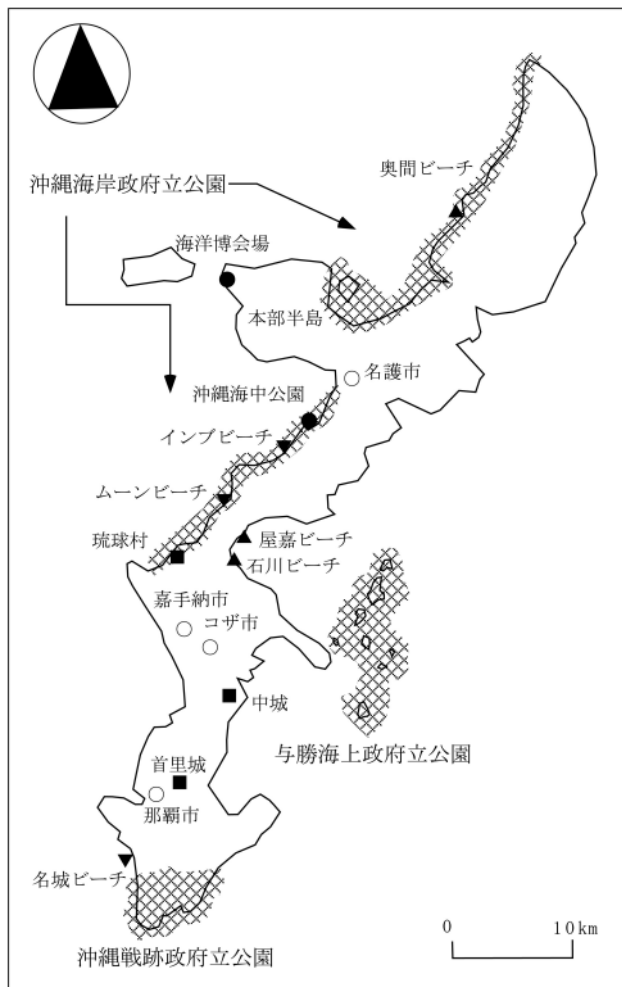 奥間ビーチ
沖縄海岸政府立公園
海洋博会場
本部半島
名護市
沖縄海中公園
インブビーチ
ムーンビーチ
屋嘉ビーチ
琉球村
石川ビーチ
嘉手納市
コザ市
中城
与勝海上政府立公園
首里城
那覇市
名城ビーチ
0 10km
沖縄戦跡政府立公園